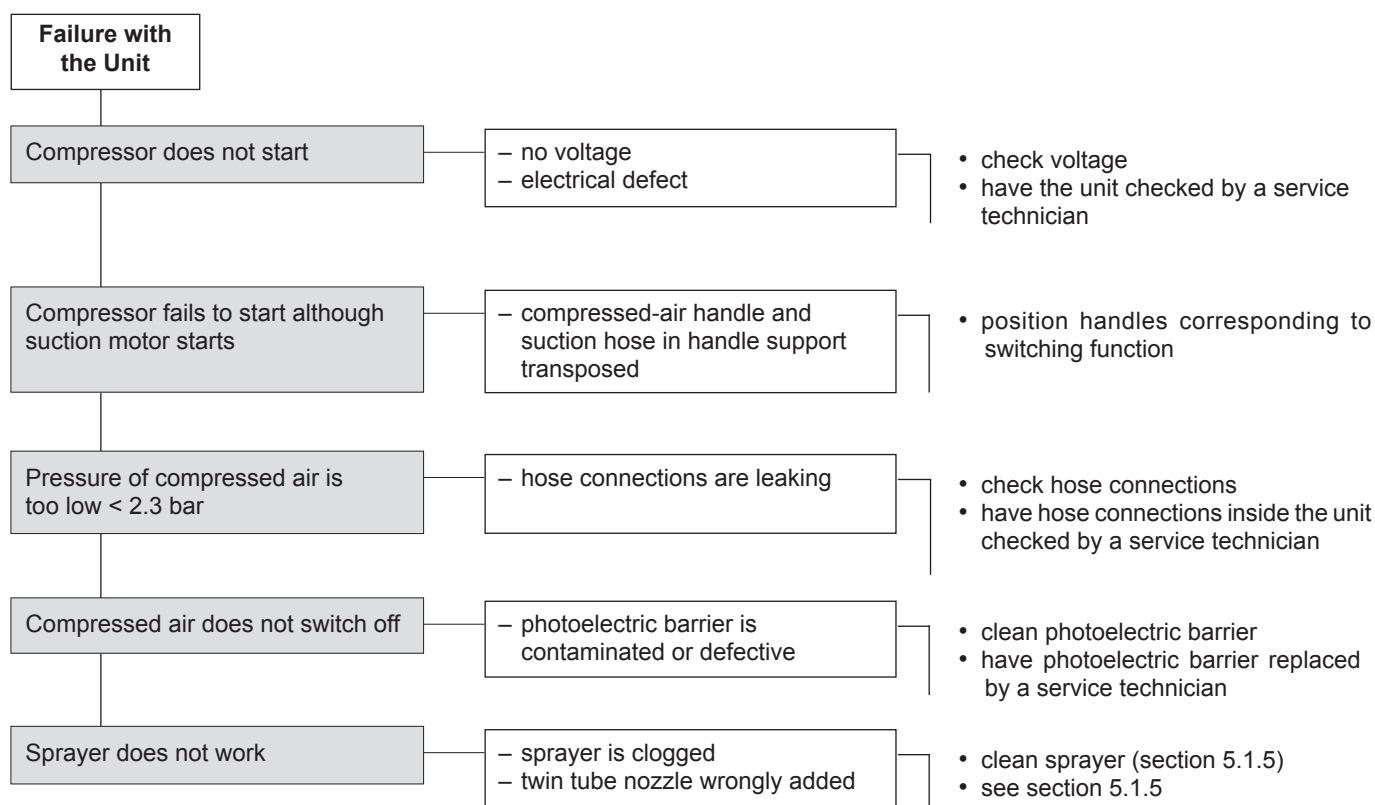 Failure with
the Unit
Compressor does not start
– no voltage
– electrical defect
• check voltage
• have the unit checked by a service
technician
Compressor fails to start although
suction motor starts
– compressed-air handle and
suction hose in handle support
transposed
• position handles corresponding to
switching function
Pressure of compressed air is
too low < 2.3 bar
– hose connections are leaking
• check hose connections
• have hose connections inside the unit
checked by a service technician
Compressed air does not switch off
– photoelectric barrier is
contaminated or defective
• clean photoelectric barrier
• have photoelectric barrier replaced
by a service technician
Sprayer does not work
– sprayer is clogged
– twin tube nozzle wrongly added
• clean sprayer (section 5.1.5)
• see section 5.1.5